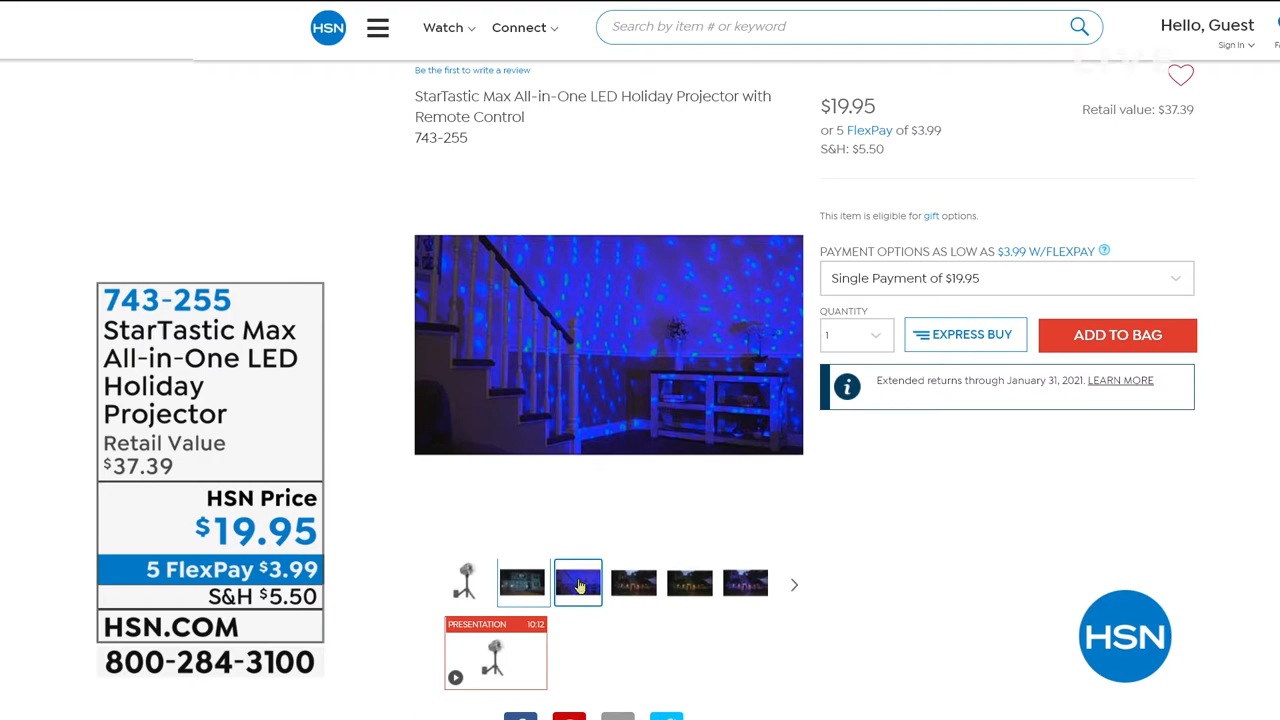 HSN
Watch
Connect
Search by item # or keyword
Hello, Guest
Sign In
Be the first to write a review
StarTastic Max All-in-One LED Holiday Projector with
Remote Control
743-255
$19.95
Retail value: $37.39
or 5 FlexPay of $3.99
S&H: $5.50
This item is eligible for gift options.
PAYMENT OPTIONS AS LOW AS $3.99 W/FLEXPAY ?
Single Payment of $19.95
QUANTITY
1
EXPRESS BUY
ADD TO BAG
i
Extended returns through January 31, 2021. LEARN MORE
743-255
StarTastic Max
All-in-One LED
Holiday
Projector
Retail Value
$37.39
HSN Price
$19.95
5 FlexPay $3.99
S&H $5.50
HSN.COM
800-284-3100
PRESENTATION 10:12
HSN